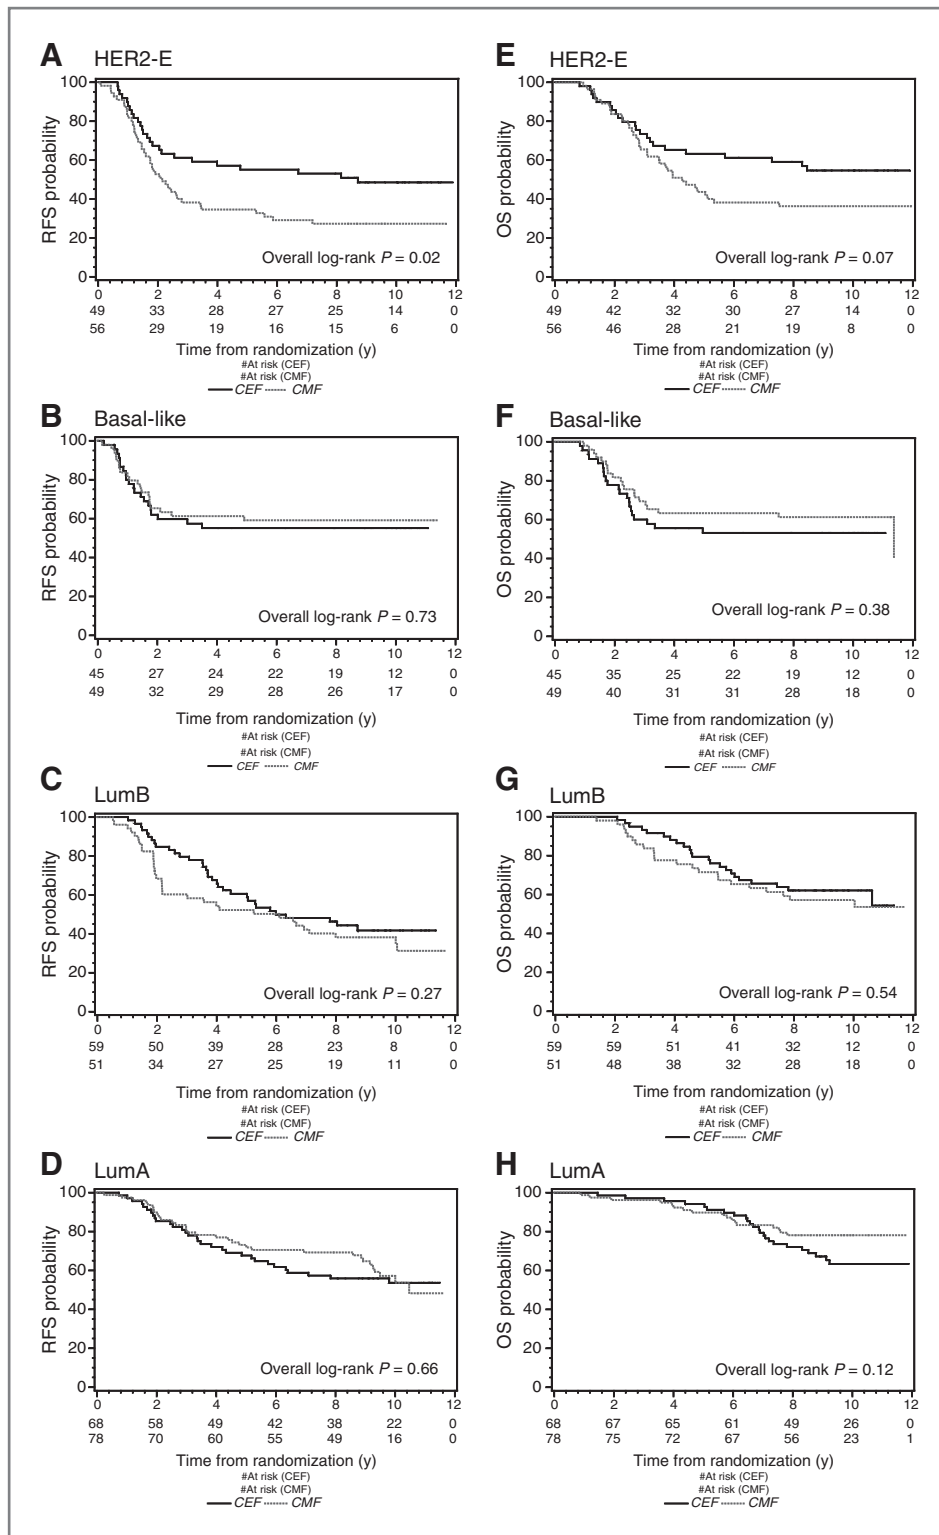 A HER2-E
RFS probability
100
80
60
40
20
0
Overall log-rank P = 0.02
0 2 4 6 8 10 12
49 33 28 27 25 14 0
56 29 19 16 15 6 0
Time from randomization (y)
#At risk (CEF)
#At risk (CMF)
CEF CMF
E HER2-E
OS probability
100
80
60
40
20
0
Overall log-rank P = 0.07
0 2 4 6 8 10 12
49 42 32 30 27 14 0
56 46 28 21 19 8 0
Time from randomization (y)
#At risk (CEF)
#At risk (CMF)
CEF CMF
B Basal-like
RFS probability
100
80
60
40
20
0
Overall log-rank P = 0.73
0 2 4 6 8 10 12
45 27 24 22 19 12 0
49 32 29 28 26 17 0
Time from randomization (y)
#At risk (CEF)
#At risk (CMF)
CEF CMF
F Basal-like
OS probability
100
80
60
40
20
0
Overall log-rank P = 0.38
0 2 4 6 8 10 12
45 35 25 22 19 12 0
49 40 31 31 28 18 0
Time from randomization (y)
#At risk (CEF)
#At risk (CMF)
CEF CMF
C LumB
RFS probability
100
80
60
40
20
0
Overall log-rank P = 0.27
0 2 4 6 8 10 12
59 50 39 28 23 8 0
51 34 27 25 19 11 0
Time from randomization (y)
#At risk (CEF)
#At risk (CMF)
CEF CMF
G LumB
OS probability
100
80
60
40
20
0
Overall log-rank P = 0.54
0 2 4 6 8 10 12
59 59 51 41 32 12 0
51 48 38 32 28 18 0
Time from randomization (y)
#At risk (CEF)
#At risk (CMF)
CEF CMF
D LumA
RFS probability
100
80
60
40
20
0
Overall log-rank P = 0.66
0 2 4 6 8 10 12
68 58 49 42 38 22 0
78 70 60 55 49 16 0
Time from randomization (y)
#At risk (CEF)
#At risk (CMF)
CEF CMF
H LumA
OS probability
100
80
60
40
20
0
Overall log-rank P = 0.12
0 2 4 6 8 10 12
68 67 65 61 49 26 0
78 75 72 67 56 23 1
Time from randomization (y)
#At risk (CEF)
#At risk (CMF)
CEF CMF